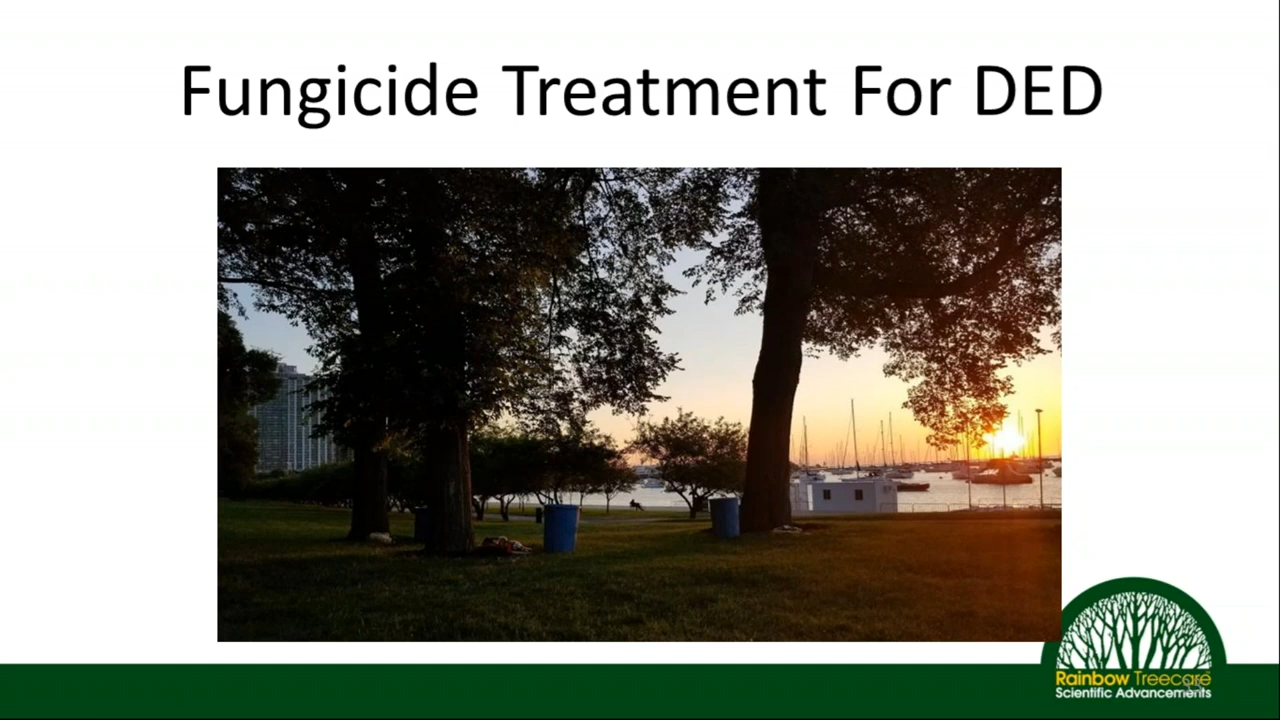 Fungicide Treatment For DED
Rainbow Treecare
Scientific Advancements